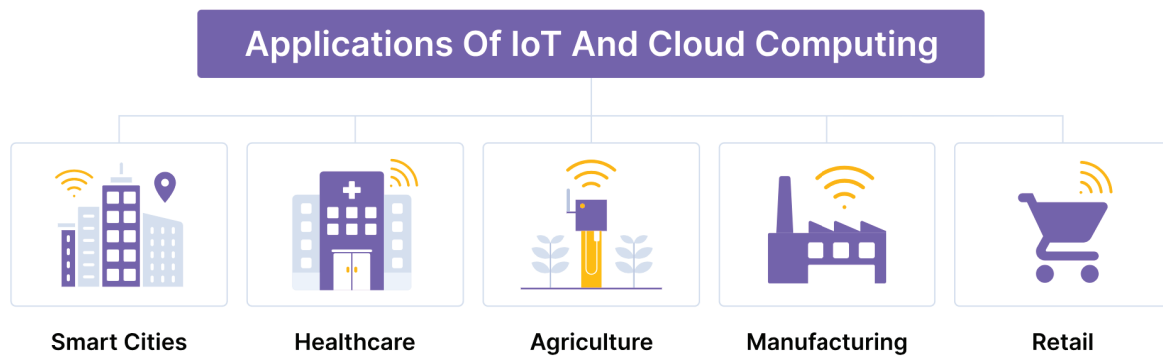 Applications Of IoT And Cloud Computing
Smart Cities
Healthcare
Agriculture
Manufacturing
Retail